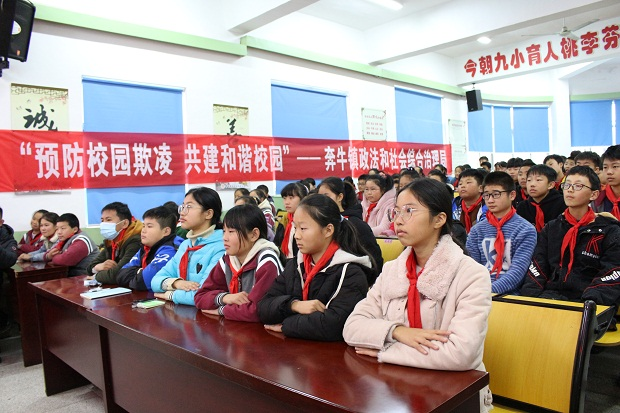 今朝九小育人桃李芬
“预防校园欺凌 共建和谐校园”——奔牛镇政法和社会综合治理局
诚